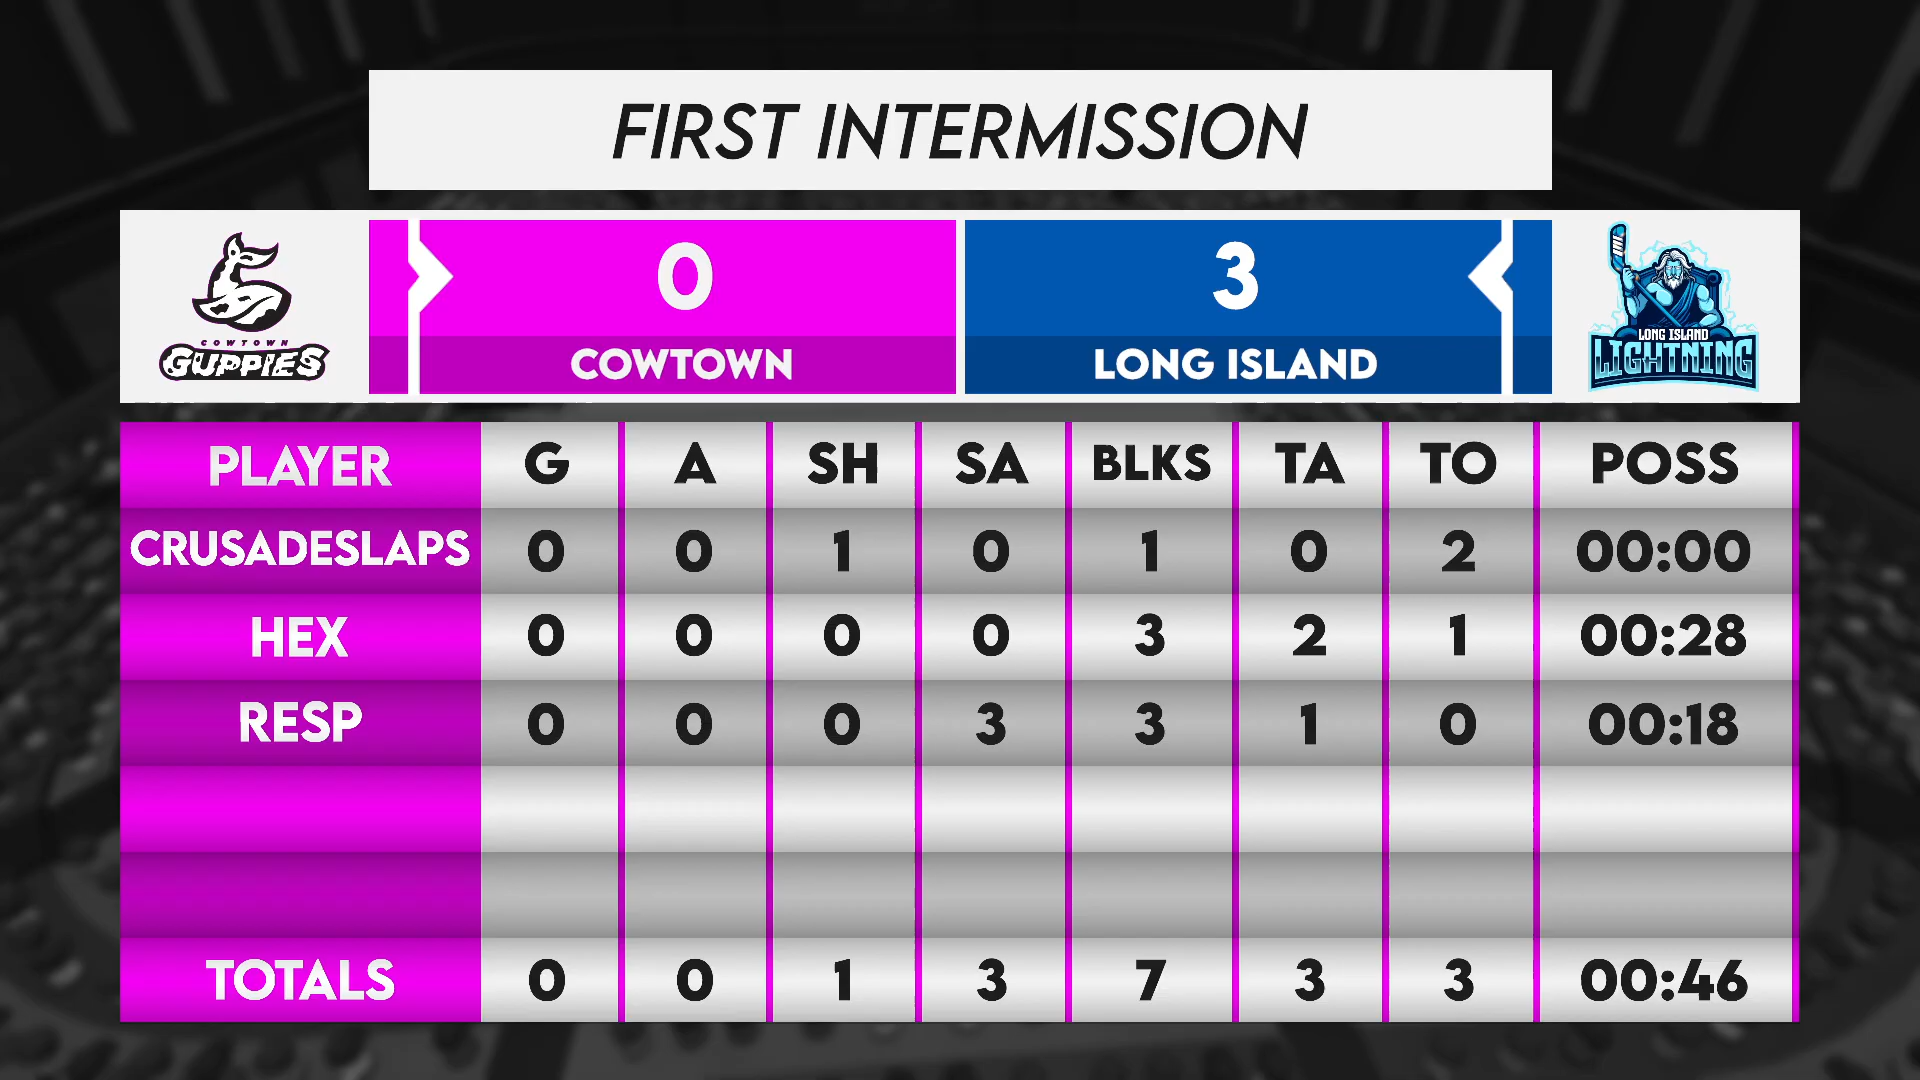 FIRST INTERMISSION
COWTOWN
GUPPIES
0
COWTOWN
3
LONG ISLAND
LONG ISLAND
LIGHTNING
PLAYER G A SH SA BLKS TA TO POSS
CRUSADESLAPS 0 0 1 0 1 0 2 00:00
HEX 0 0 0 0 3 2 1 00:28
RESP 0 0 0 3 3 1 0 00:18
TOTALS 0 0 1 3 7 3 3 00:46